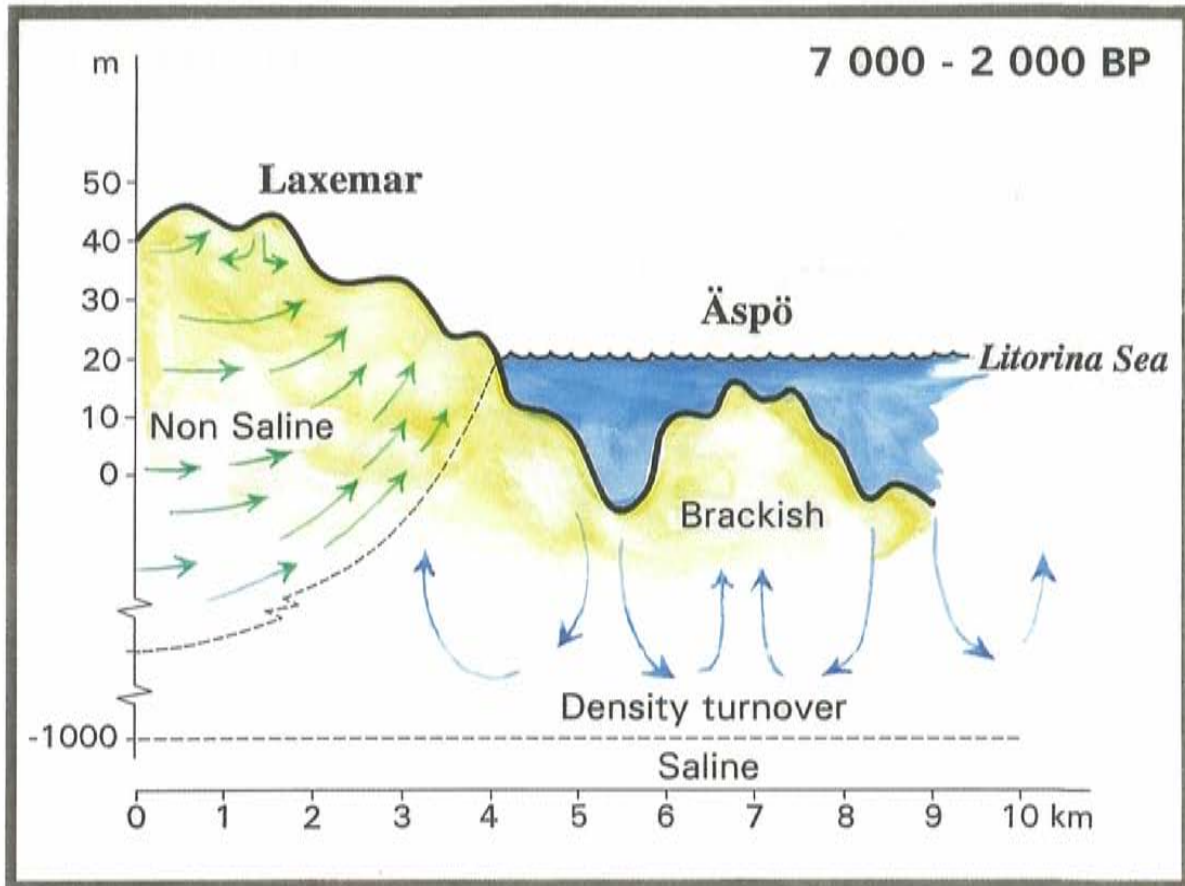 7 000 - 2 000 BP
m
50
Laxemar
40
30
Äspö
20
Litorina Sea
10
Non Saline
0
Brackish
Density turnover
-1000
Saline
0 1 2 3 4 5 6 7 8 9 10 km